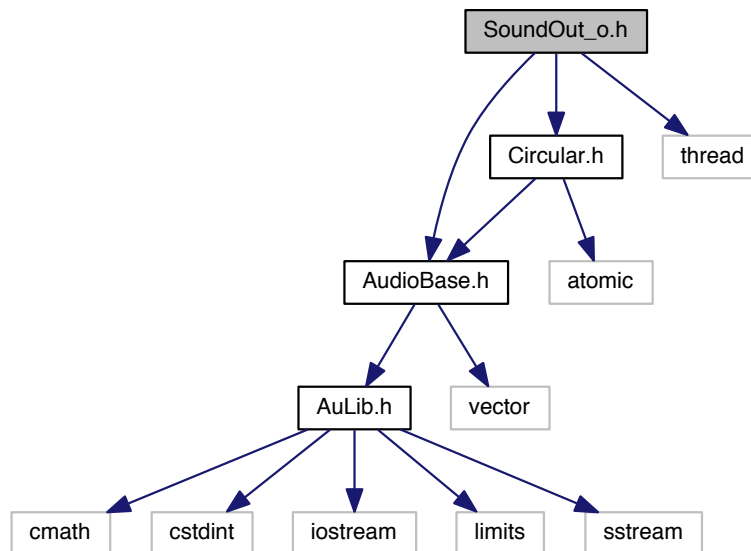 SoundOut_o.h
Circular.h
thread
AudioBase.h
atomic
AuLib.h
vector
cmath
cstdint
iostream
limits
sstream